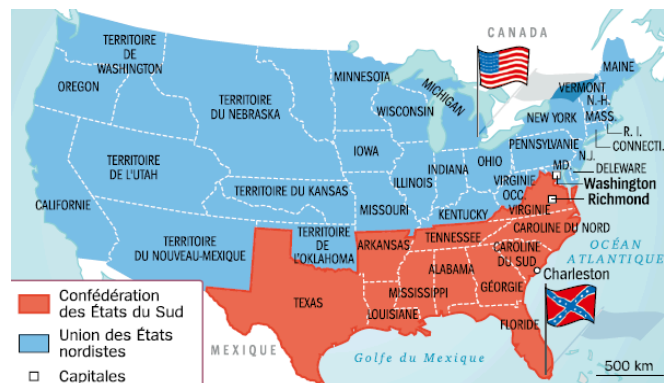 CANADA
TERRITOIRE
DE
WASHINGTON
MAINE
OREGON
MINNESOTA
MICHIGAN
VERMONT
N.-H.
TERRITOIRE
DU NEBRASKA
WISCONSIN
NEW YORK
MASS.
R. I.
CONNECTI.
IOWA
PENNSYLVANIE
N.J.
TERRITOIRE
DE L'UTAH
ILLINOIS
INDIANA
OHIO
MD.
DELEWARE
Washington
Richmond
VIRGINIE
OCC.
VIRGINIE
CALIFORNIE
TERRITOIRE DU KANSAS
MISSOURI
KENTUCKY
CAROLINE DU NORD
TERRITOIRE
DU NOUVEAU-MEXIQUE
TERRITOIRE
DE
L'OKLAHOMA
ARKANSAS
TENNESSEE
CAROLINE
DU SUD
OCÉAN
ATLANTIQUE
Charleston
TEXAS
MISSISSIPPI
ALABAMA
GÉORGIE
LOUISIANE
FLORIDE
MEXIQUE
Golfe du Mexique
500 km
Confédération
des États du Sud
Union des États
nordistes
Capitales